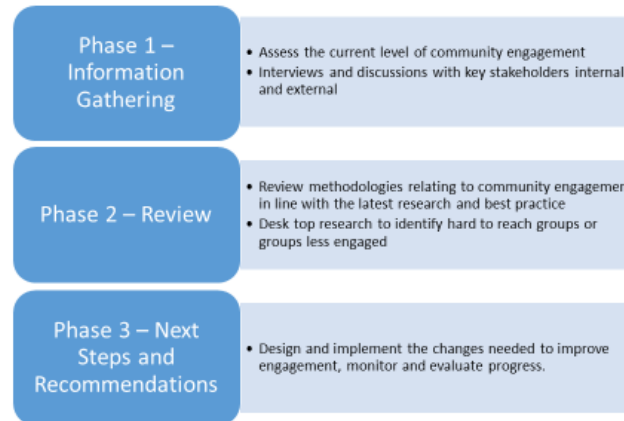 Phase 1 –
Information
Gathering
• Assess the current level of community engagement
• Interviews and discussions with key stakeholders internal
and external
Phase 2 – Review
• Review methodologies relating to community engagemen
in line with the latest research and best practice
• Desk top research to identify hard to reach groups or
groups less engaged
Phase 3 – Next
Steps and
Recommendations
• Design and implement the changes needed to improve
engagement, monitor and evaluate progress.